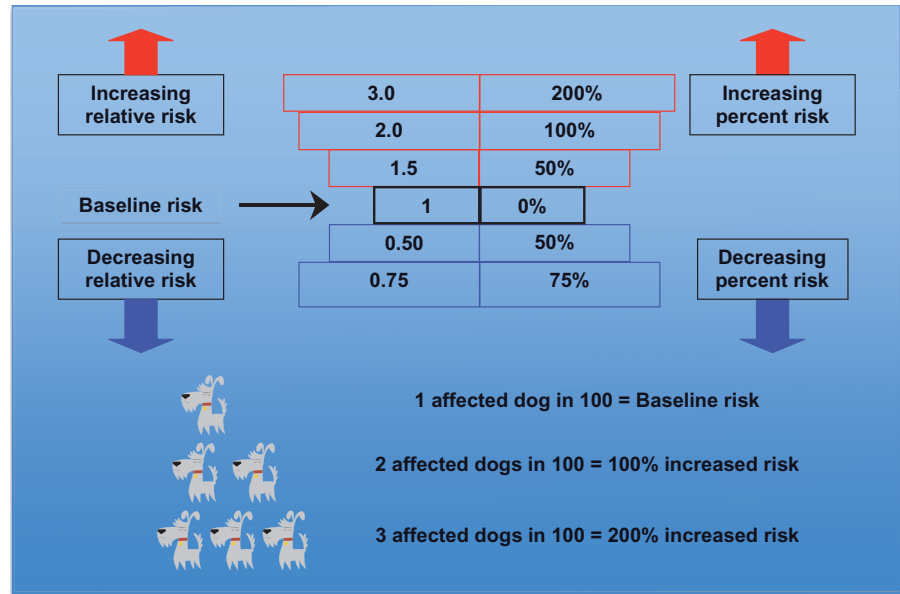 Increasing
relative risk
3.0 200%
2.0 100%
1.5 50%
Increasing
percent risk
Baseline risk
1 0%
Decreasing
relative risk
0.50 50%
0.75 75%
Decreasing
percent risk
1 affected dog in 100 = Baseline risk
2 affected dogs in 100 = 100% increased risk
3 affected dogs in 100 = 200% increased risk